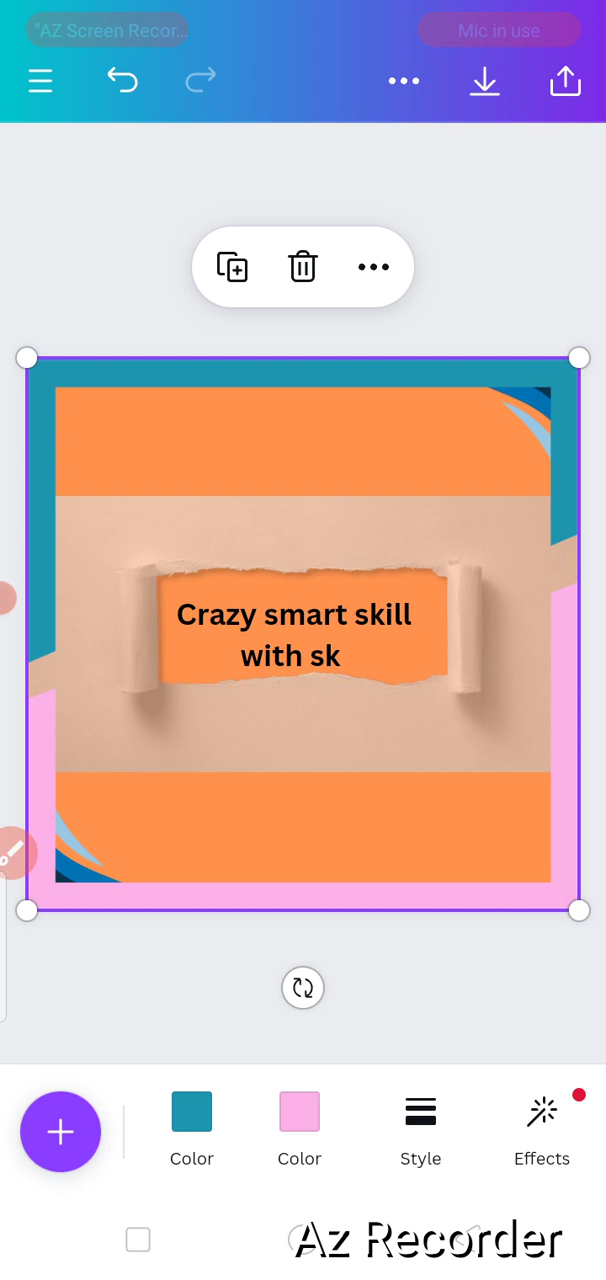 "AZ Screen Recor...
Mic in use
Crazy smart skill
with sk
Color
Color
Style
Effects
Az Recorder